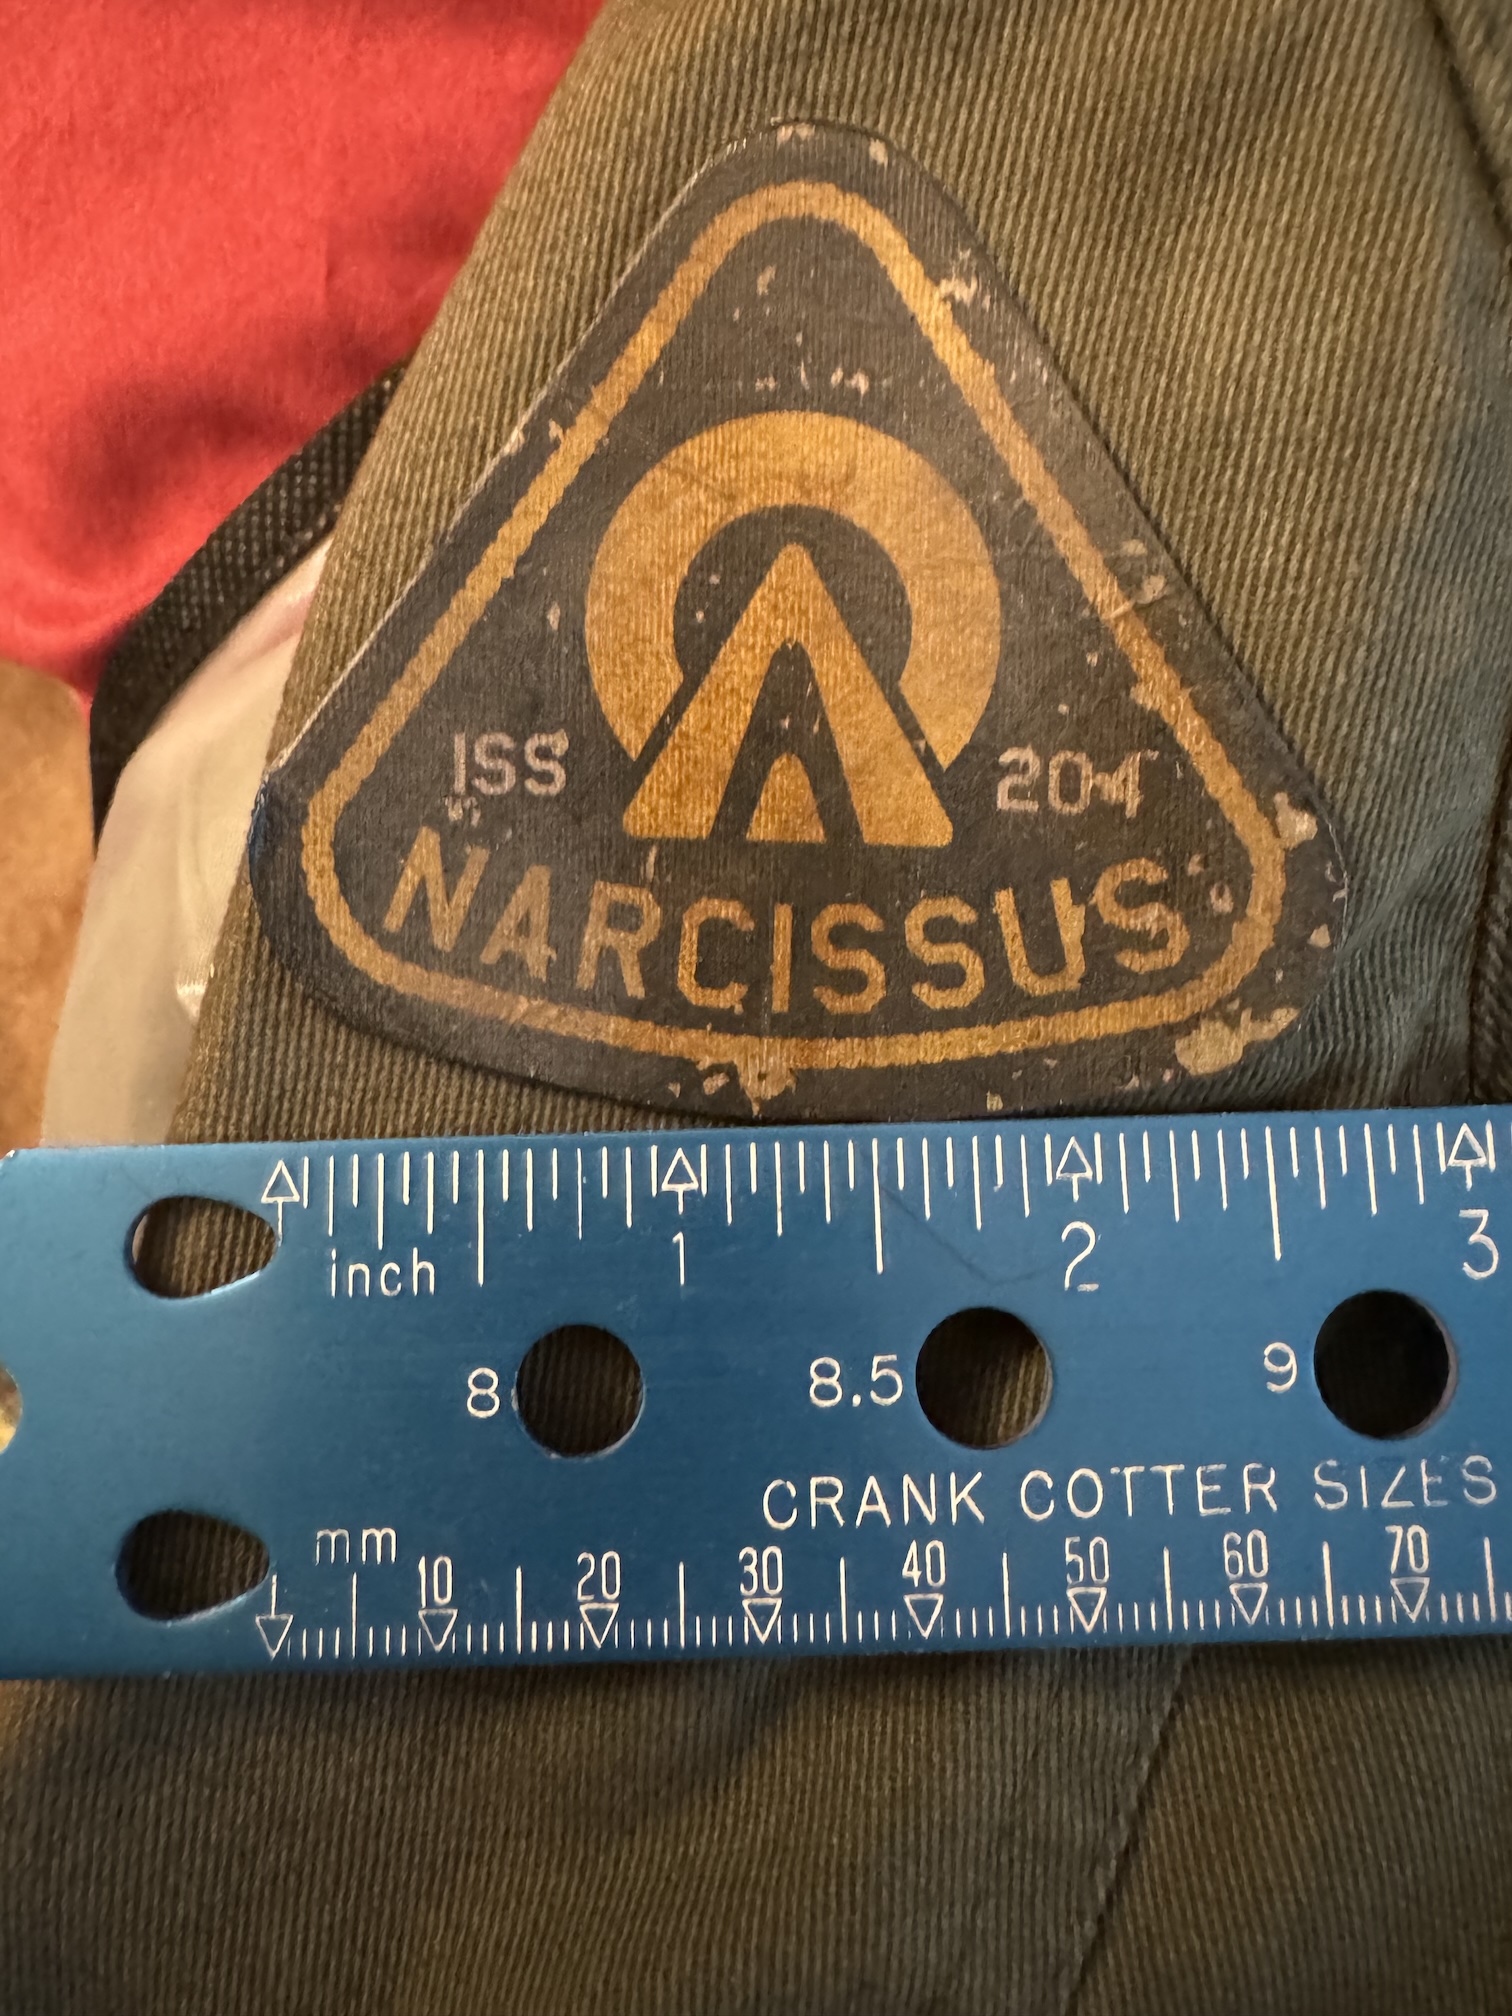 ISS 204
NARCISSUS
inch 1 2 3
8 8.5 9
CRANK COTTER SIZES
mm 10 20 30 40 50 60 70